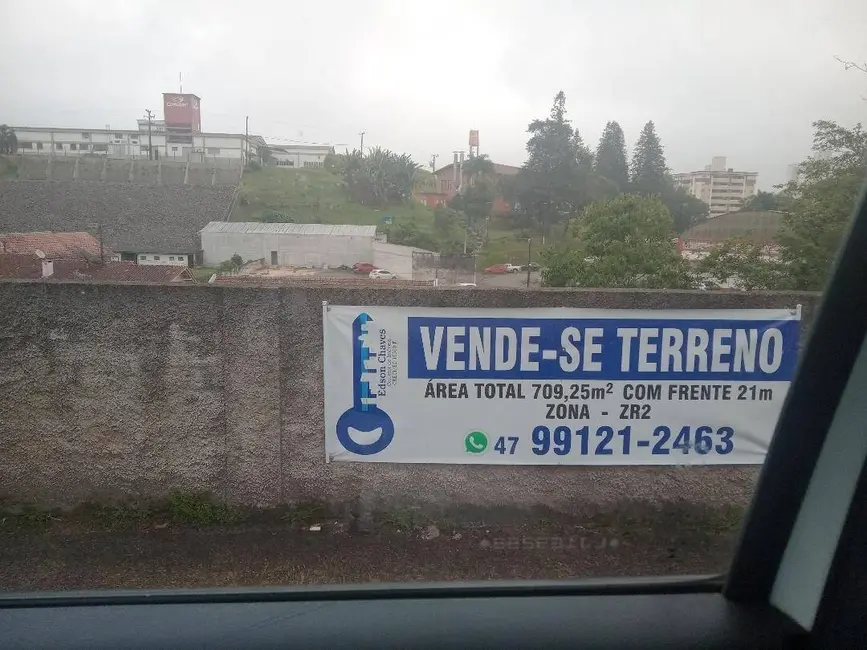 VENDE-SE TERRENO
ÁREA TOTAL 709,25m² COM FRENTE 21m
ZONA - ZR2
47 99121-2463
Edson Chaves